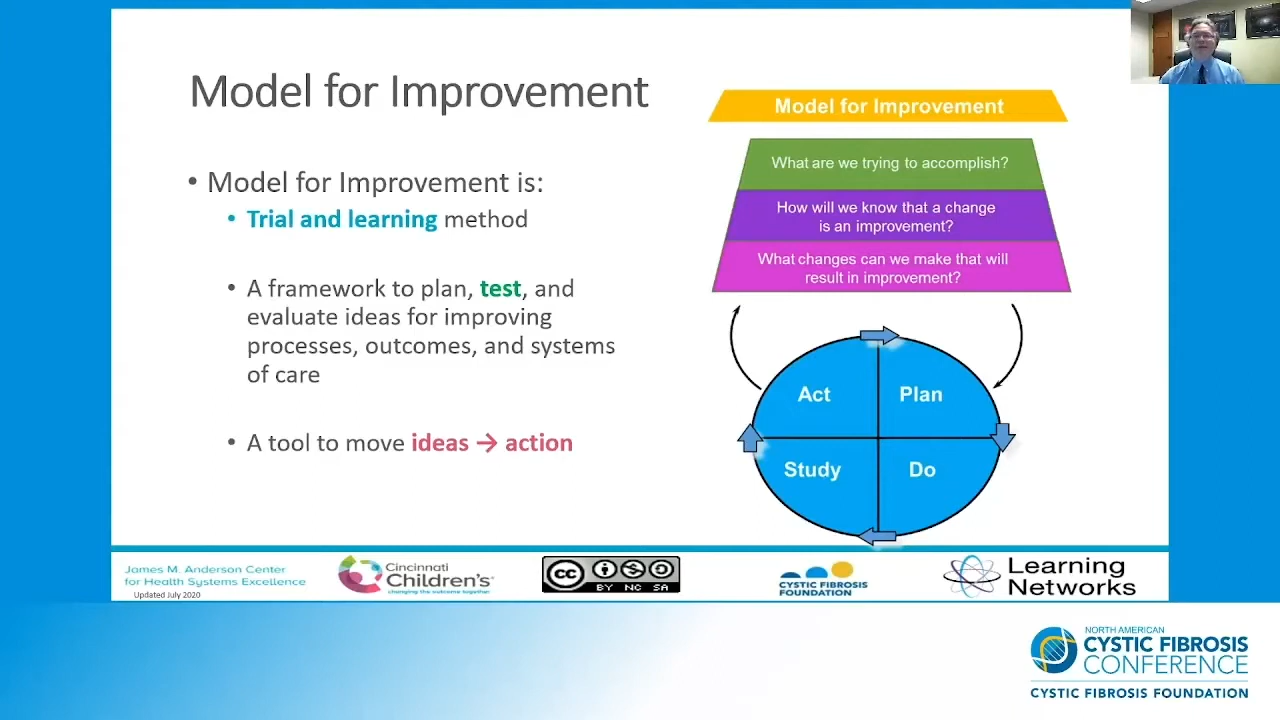 Model for Improvement
• Model for Improvement is:
• Trial and learning method
• A framework to plan, test, and
evaluate ideas for improving
processes, outcomes, and systems
of care
• A tool to move ideas → action
Model for Improvement
What are we trying to accomplish?
How will we know that a change
is an improvement?
What changes can we make that will
result in improvement?
Act
Plan
Study
Do
James M. Anderson Center
for Health Systems Excellence
Updated July 2020
Cincinnati
Children's
changing the outcome together
cc
BY NC SA
CYSTIC FIBROSIS
FOUNDATION
Learning
Networks
NORTH AMERICAN
CYSTIC FIBROSIS
CONFERENCE
CYSTIC FIBROSIS FOUNDATION